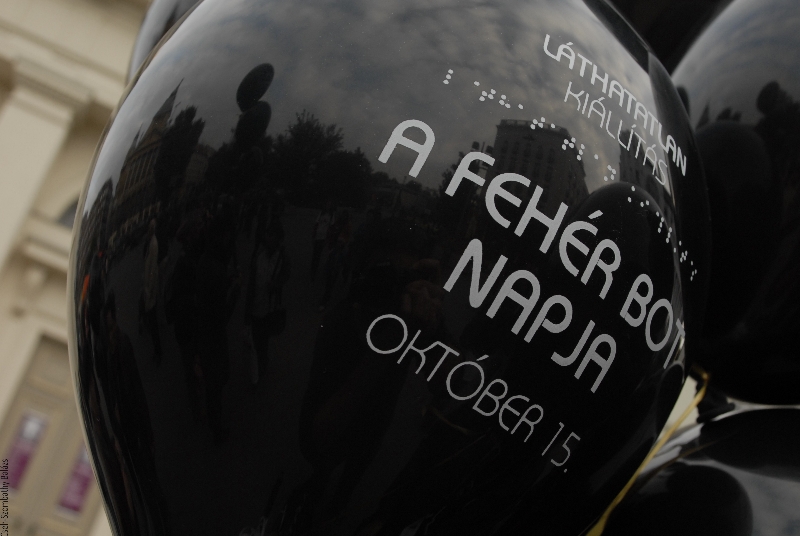 LÁTHATATLAN
KIÁLLÍTÁS
A FEHÉR BOT
NAPJA
OKTÓBER 15.